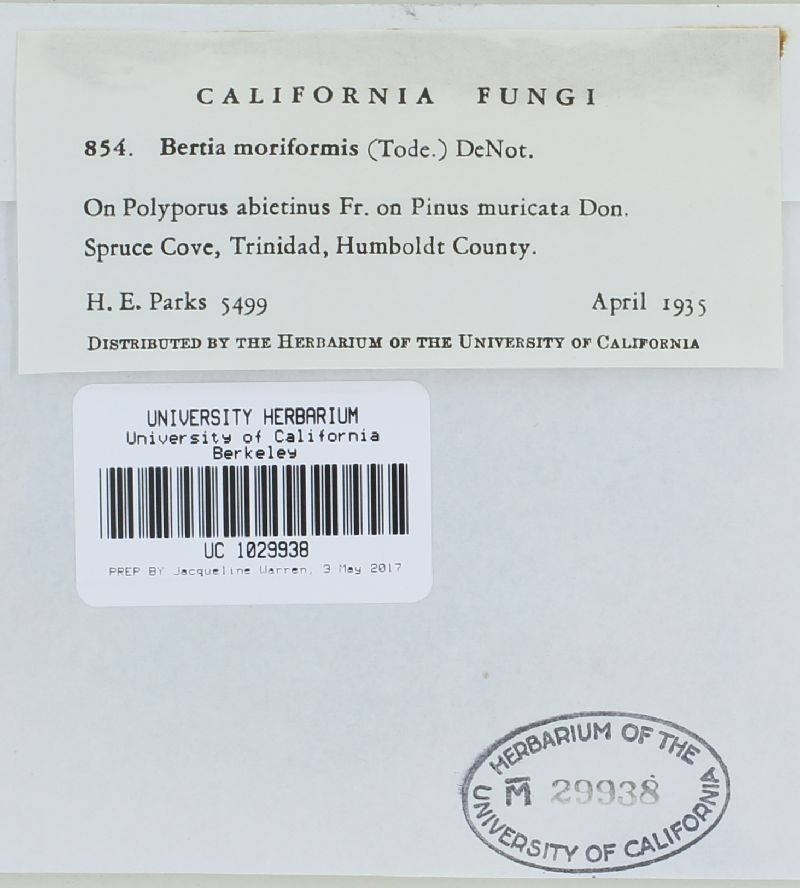 CALIFORNIA FUNGI
854. Bertia moriformis (Tode.) DeNot.
On Polyporus abietinus Fr. on Pinus muricata Don.
Spruce Cove, Trinidad, Humboldt County.
H. E. Parks 5499 April 1935
DISTRIBUTED BY THE HERBARIUM OF THE UNIVERSITY OF CALIFORNIA
UNIVERSITY HERBARIUM
University of California
Berkeley
UC 1029938
PREP BY Jacqueline Warren, 3 May 2017
HERBARIUM OF THE
M̅ 29938
UNIVERSITY OF CALIFORNIA